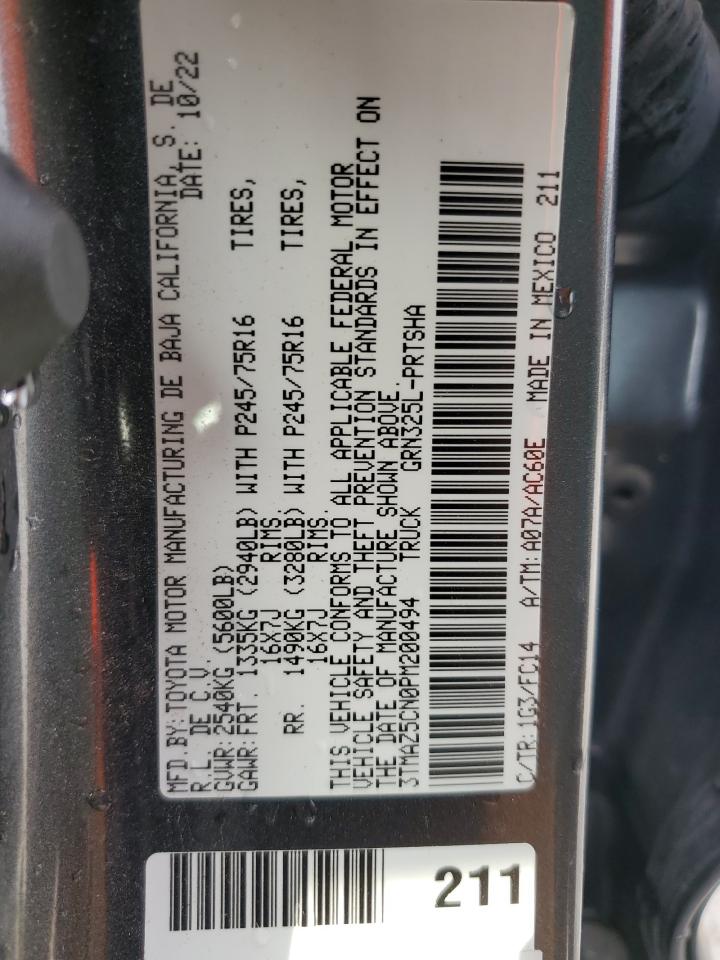 MFD.BY:TOYOTA MOTOR MANUFACTURING DE BAJA CALIFORNIA, S. DE
R.L. DE C.V. DATE: 10/22
GVWR:2540KG (5600LB)
GAWR:FRT. 1335KG (2940LB) WITH P245/75R16 TIRES,
16X7J RIMS.
RR. 1490KG (3280LB) WITH P245/75R16 TIRES,
16X7J RIMS.
THIS VEHICLE CONFORMS TO ALL APPLICABLE FEDERAL MOTOR
VEHICLE SAFETY AND THEFT PREVENTION STANDARDS IN EFFECT ON
THE DATE OF MANUFACTURE SHOWN ABOVE.
3TMAZ5CN0PM200494 TRUCK GRN325L-PRTSHA
C/TR:1G3/FC14 A/TM:A07A/AC60E MADE IN MEXICO 211
211